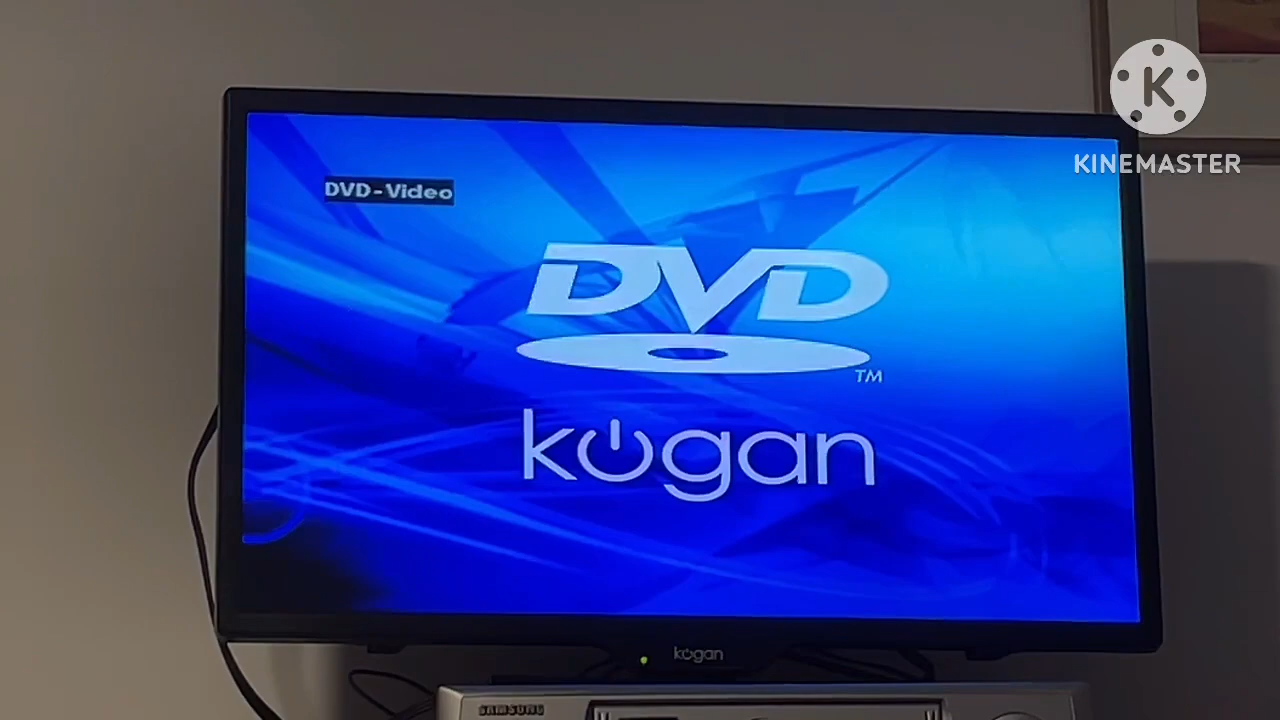 K
KINEMASTER
DVD-Video
DVD
TM
kogan
kogan
SAMSUNG